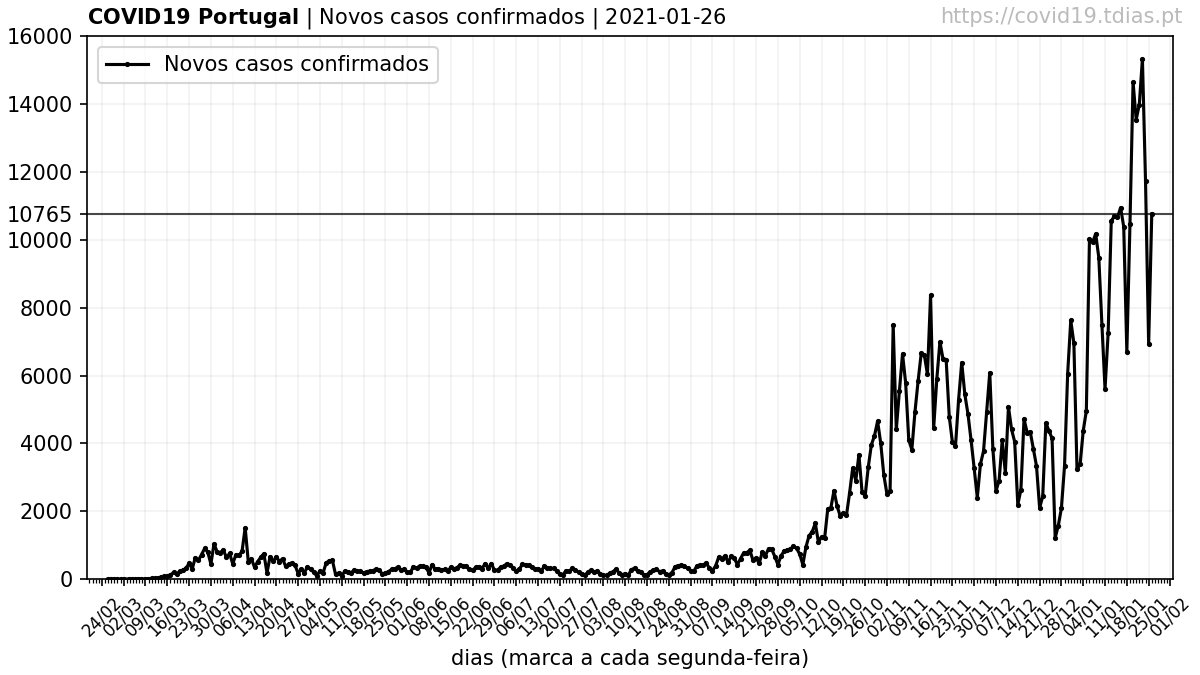 COVID19 Portugal | Novos casos confirmados | 2021-01-26
https://covid19.tdias.pt
Novos casos confirmados
16000
14000
12000
10765
10000
8000
6000
4000
2000
0
24/02 02/03 09/03 16/03 23/03 30/03 06/04 13/04 20/04 27/04 04/05 11/05 18/05 25/05 01/06 08/06 15/06 22/06 29/06 06/07 13/07 20/07 27/07 03/08 10/08 17/08 24/08 31/08 07/09 14/09 21/09 28/09 05/10 12/10 19/10 26/10 02/11 09/11 16/11 23/11 30/11 07/12 14/12 21/12 28/12 04/01 11/01 18/01 25/01 01/02
dias (marca a cada segunda-feira)